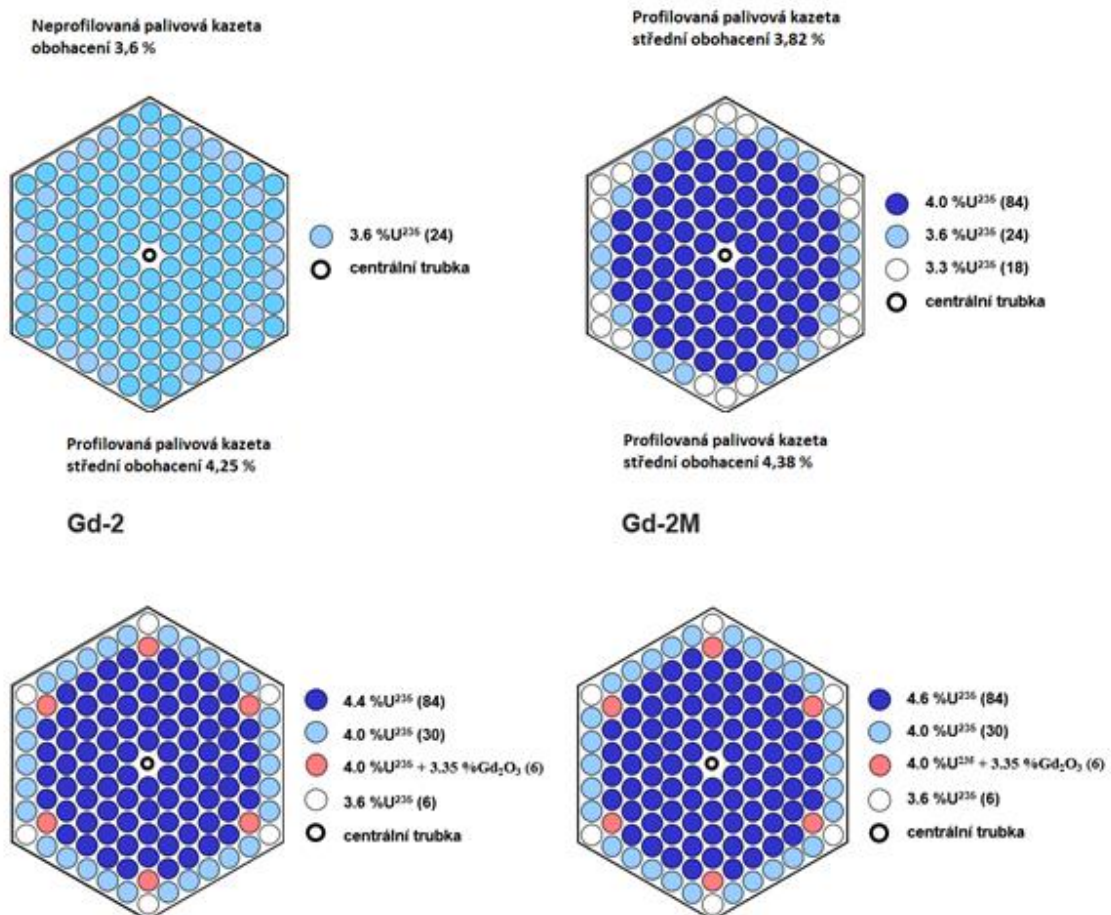 Neprofilovaná palivová kazeta
obohacení 3,6 %
Profilovaná palivová kazeta
střední obohacení 3,82 %
3.6 %U²³⁵ (24)
centrální trubka
4.0 %U²³⁵ (84)
3.6 %U²³⁵ (24)
3.3 %U²³⁵ (18)
centrální trubka
Profilovaná palivová kazeta
střední obohacení 4,25 %
Profilovaná palivová kazeta
střední obohacení 4,38 %
Gd-2
Gd-2M
4.4 %U²³⁵ (84)
4.0 %U²³⁵ (30)
4.0 %U²³⁵ + 3.35 %Gd₂O₃ (6)
3.6 %U²³⁵ (6)
centrální trubka
4.6 %U²³⁵ (84)
4.0 %U²³⁵ (30)
4.0 %U²³⁵ + 3.35 %Gd₂O₃ (6)
3.6 %U²³⁵ (6)
centrální trubka